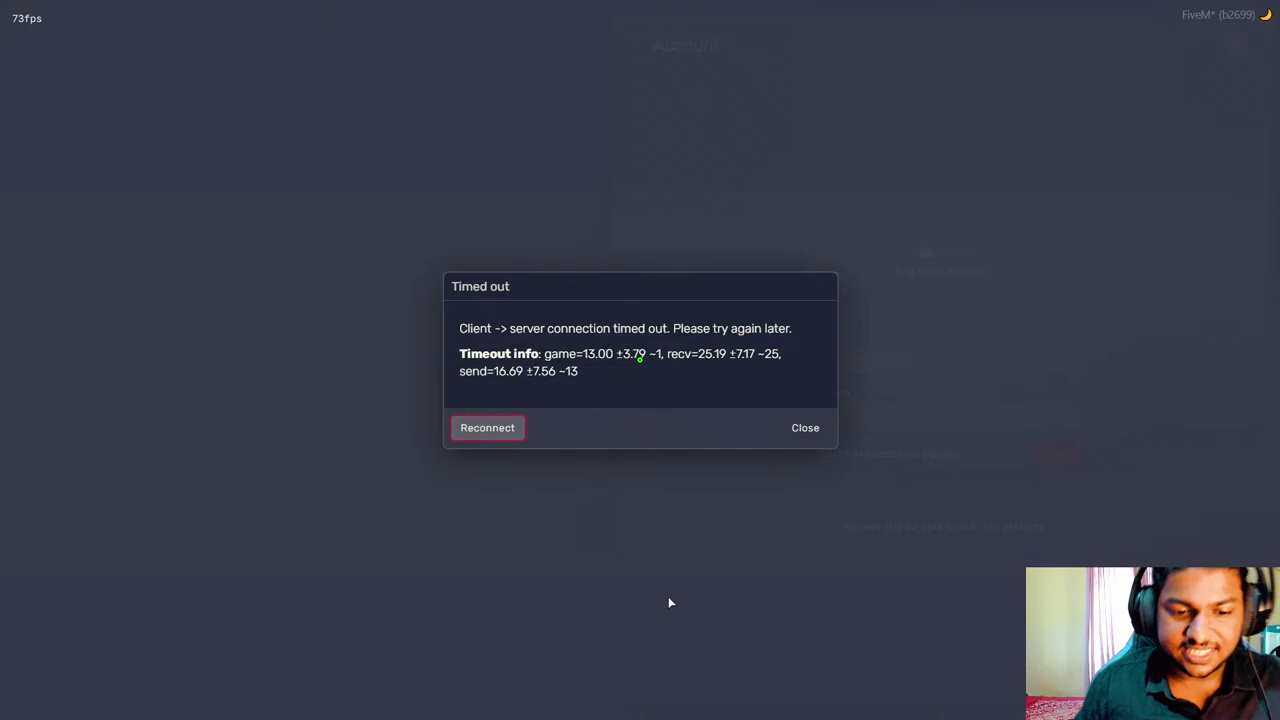 73fps
FiveM* (b2699)
Account
Timed out
Client -> server connection timed out. Please try again later.
Timeout info: game=13.00 ±3.79 ~1, recv=25.19 ±7.17 ~25,
send=16.69 ±7.56 ~13
Reconnect
Close